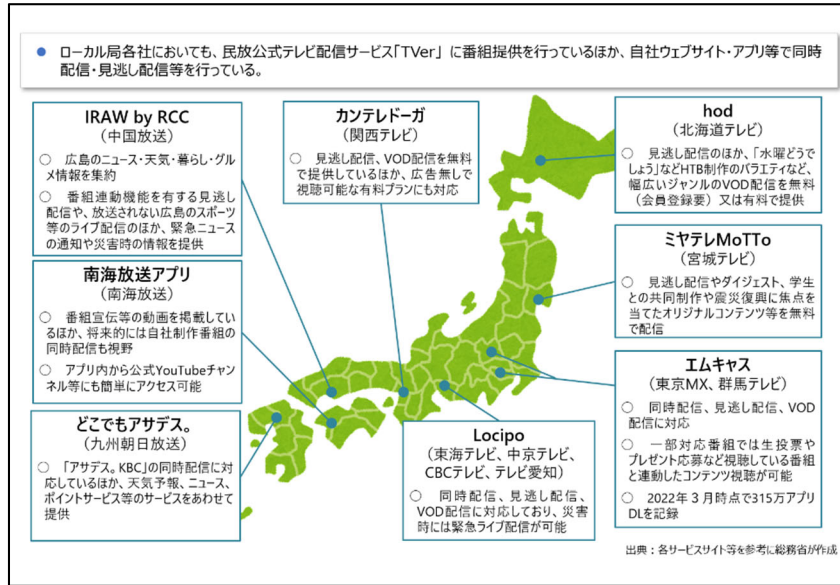 ● ローカル局各社においても、民放公式テレビ配信サービス「TVer」に番組提供を行っているほか、自社ウェブサイト・アプリ等で同時
配信・見逃し配信等を行っている。
IRAW by RCC
（中国放送）
○ 広島のニュース・天気・暮らし・グル
メ情報を集約
○ 番組連動機能を有する見逃し
配信や、放送されない広島のスポーツ
等のライブ配信のほか、緊急ニュース
の通知や災害時の情報を提供
南海放送アプリ
（南海放送）
○ 番組宣伝等の動画を掲載してい
るほか、将来的には自社制作番組の
同時配信も視野
○ アプリ内から公式YouTubeチャン
ネル等にも簡単にアクセス可能
どこでもアサデス。
（九州朝日放送）
○ 「アサデス。KBC」の同時配信に対
応しているほか、天気予報、ニュース、
ポイントサービス等のサービスをあわせて
提供
カンテレドーガ
（関西テレビ）
○ 見逃し配信、VOD配信を無料
で提供しているほか、広告無しで
視聴可能な有料プランにも対応
Locipo
（東海テレビ、中京テレビ、
CBCテレビ、テレビ愛知）
○ 同時配信、見逃し配信、
VOD配信に対応しており、災害
時には緊急ライブ配信が可能
hod
（北海道テレビ）
○ 見逃し配信のほか、「水曜どうで
しょう」などHTB制作のバラエティなど、
幅広いジャンルのVOD配信を無料
（会員登録要）又は有料で提供
ミヤテレMoTTo
（宮城テレビ）
○ 見逃し配信やダイジェスト、学生
との共同制作や震災復興に焦点を
当てたオリジナルコンテンツ等を無料
で配信
エムキャス
（東京MX、群馬テレビ）
○ 同時配信、見逃し配信、VOD
配信に対応
○ 一部対応番組では生投票や
プレゼント応募など視聴している番組
と連動したコンテンツ視聴が可能
○ 2022年３月時点で315万アプリ
DLを記録
出典：各サービスサイト等を参考に総務省が作成